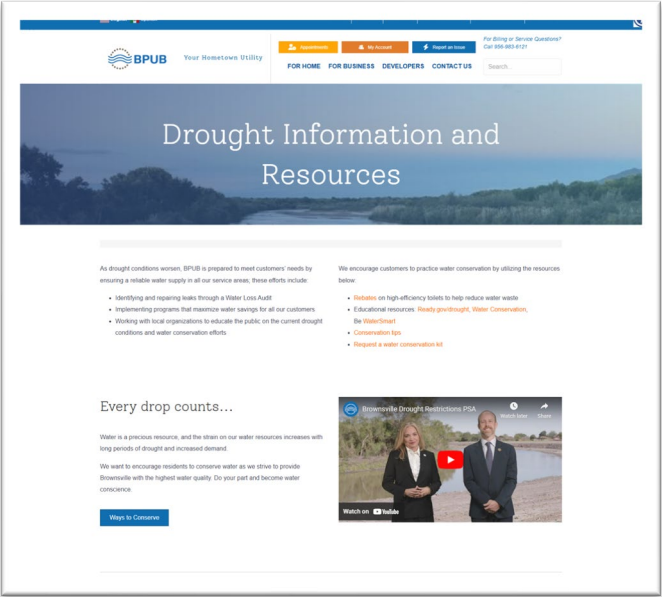 BPUB
Your Hometown Utility
Appointments
My Account
Report an Issue
For Billing or Service Questions?
Call 956-983-6121
FOR HOME FOR BUSINESS DEVELOPERS CONTACT US
Search...
Drought Information and
Resources
As drought conditions worsen, BPUB is prepared to meet customers' needs by
ensuring a reliable water supply in all our service areas, these efforts include:
• Identifying and repairing leaks through a Water Loss Audit
• Implementing programs that maximize water savings for all our customers
• Working with local organizations to educate the public on the current drought
conditions and water conservation efforts
We encourage customers to practice water conservation by utilizing the resources
below:
• Rebates on high-efficiency toilets to help reduce water waste
• Educational resources: Ready.gov/drought, Water Conservation,
Be WaterSmart
• Conservation tips
• Request a water conservation kit
Every drop counts...
Water is a precious resource, and the strain on our water resources increases with
long periods of drought and increased demand.
We want to encourage residents to conserve water as we strive to provide
Brownsville with the highest water quality. Do your part and become water
conscience.
Ways to Conserve
Brownsville Drought Restrictions PSA
Watch later
Share
Watch on YouTube